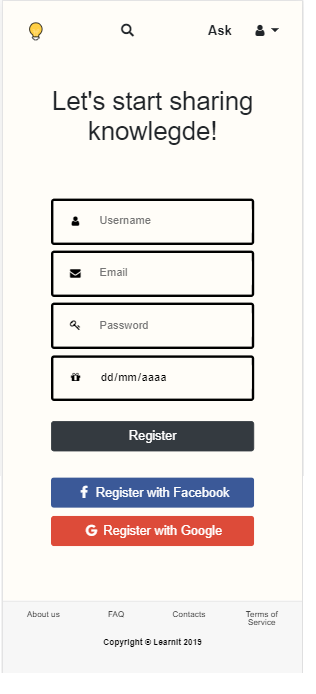 Ask
Let's start sharing
knowlegde!
Username
Email
Password
dd/mm/aaaa
Register
Register with Facebook
Register with Google
About us
FAQ
Contacts
Terms of
Service
Copyright © Learnit 2019